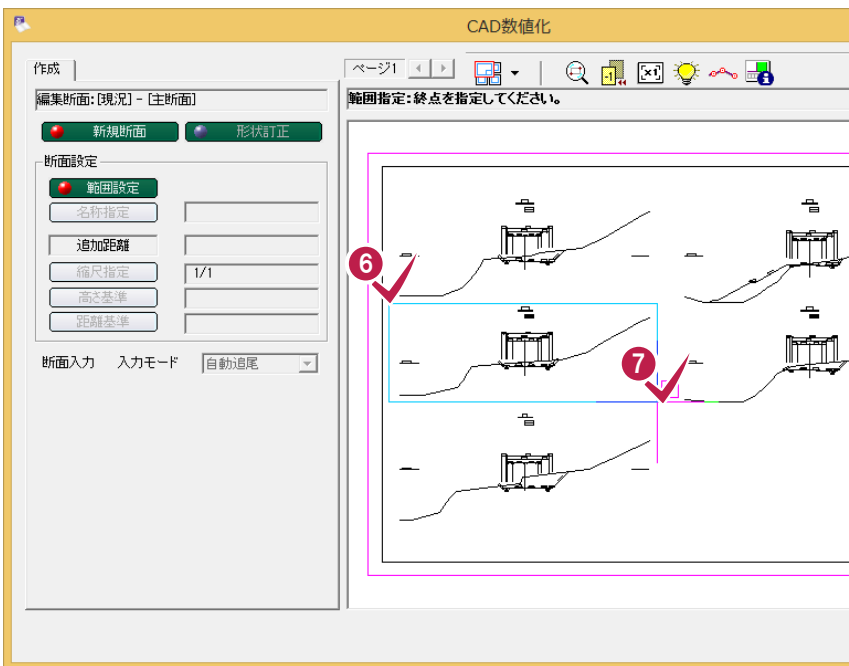 CAD数値化
作成
ページ1
編集断面:[現況] - [主断面]
範囲指定:終点を指定してください。
新規断面
形状訂正
断面設定
範囲設定
名称指定
追加距離
縮尺指定
1/1
高さ基準
距離基準
断面入力 入力モード 自動追尾
6
7